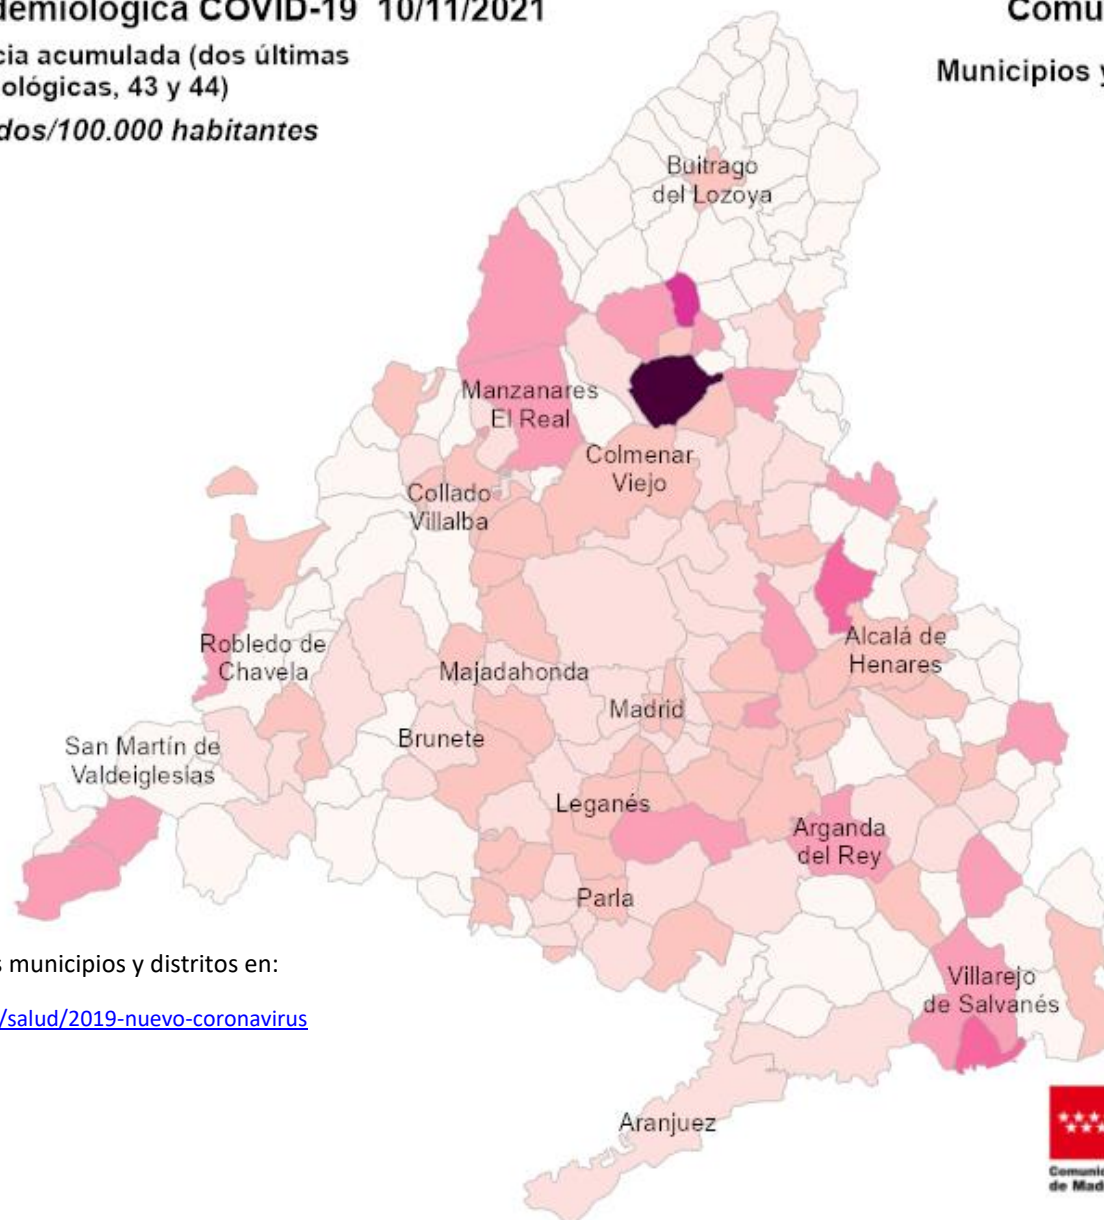 demiológica COVID-19 10/11/2021
cia acumulada (dos últimas
ológicas, 43 y 44)
dos/100.000 habitantes
Comu
Municipios y
Buitrago
del Lozoya
Manzanares
El Real
Colmenar
Viejo
Collado
Villalba
Robledo de
Chavela
Majadahonda
Alcalá de
Henares
Madrid
Brunete
San Martín de
Valdeiglesias
Leganés
Arganda
del Rey
Parla
s municipios y distritos en:
/salud/2019-nuevo-coronavirus
Villarejo
de Salvanés
Aranjuez
Comunid
de Mad